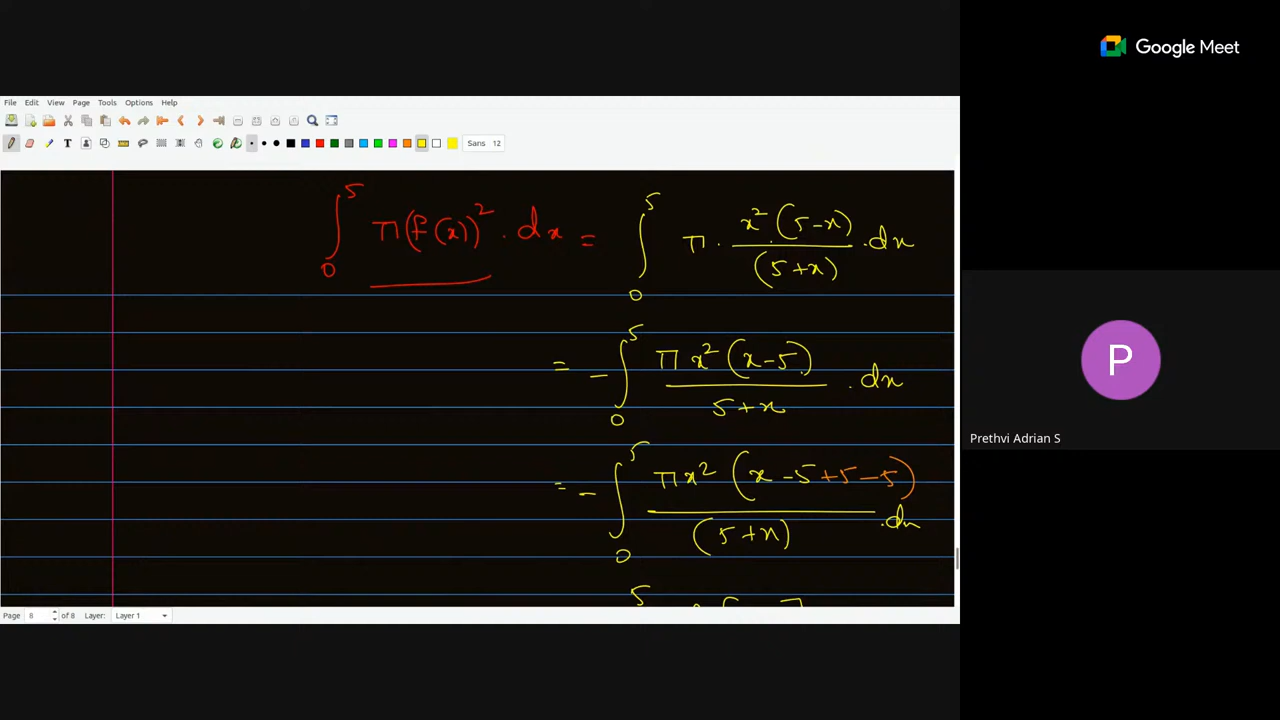 Google Meet
File Edit View Page Tools Options Help
Sans 12
∫₀⁵ π(f(x))² . dx = ∫₀⁵ π . x²(5-x)/(5+x) . dx
= - ∫₀⁵ πx²(x-5)/5+x . dx
= - ∫₀⁵ πx²(x-5+5-5)/(5+x) .dx
5
P
Prethvi Adrian S
Page 8 of 8 Layer: Layer 1